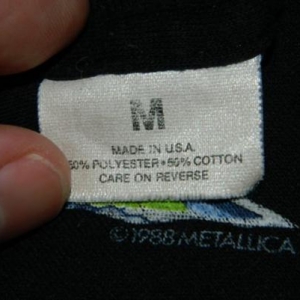 M
MADE IN U.S.A.
50% POLYESTER • 50% COTTON
CARE ON REVERSE
©1988 METALLICA